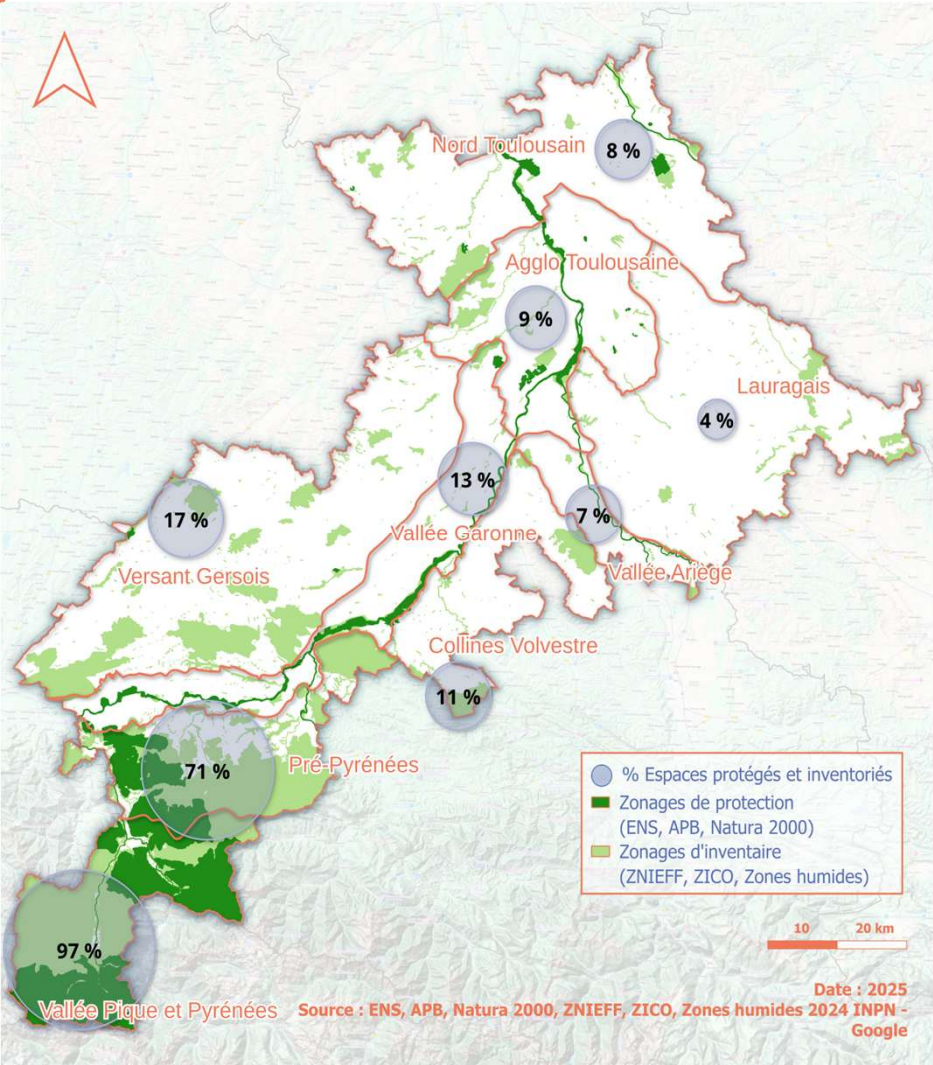 Nord Toulousain
8 %
Agglo Toulousaine
9 %
Lauragais
4 %
13 %
17 %
7 %
Vallée Garonne
Versant Gersois
Vallée Ariège
Collines Volvestre
11 %
Pré-Pyrénées
71 %
% Espaces protégés et inventoriés
Zonages de protection
(ENS, APB, Natura 2000)
Zonages d'inventaire
(ZNIEFF, ZICO, Zones humides)
10 20 km
97 %
Vallée Pique et Pyrénées
Date : 2025
Source : ENS, APB, Natura 2000, ZNIEFF, ZICO, Zones humides 2024 INPN -
Google